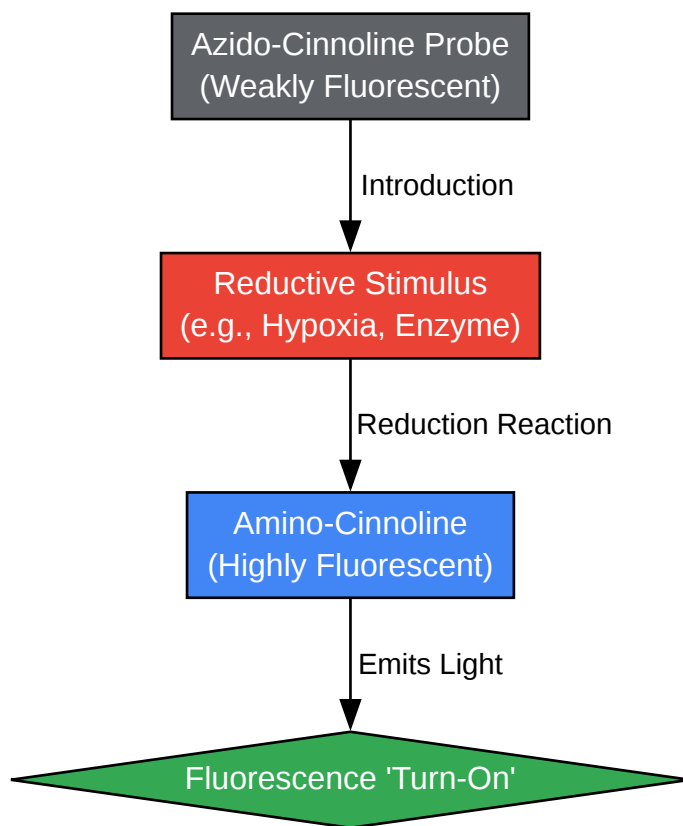 Azido-Cinnoline Probe
(Weakly Fluorescent)
Introduction
Reductive Stimulus
(e.g., Hypoxia, Enzyme)
Reduction Reaction
Amino-Cinnoline
(Highly Fluorescent)
Emits Light
Fluorescence 'Turn-On'